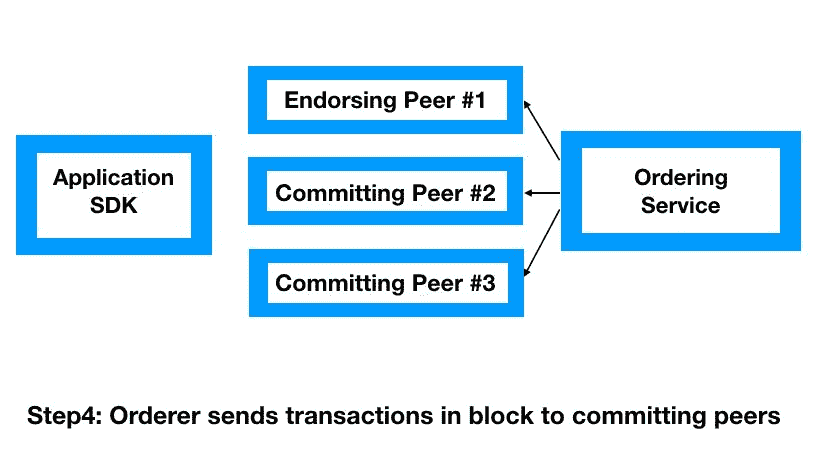 Endorsing Peer #1
Application
SDK
Committing Peer #2
Ordering
Service
Committing Peer #3
Step4: Orderer sends transactions in block to committing peers